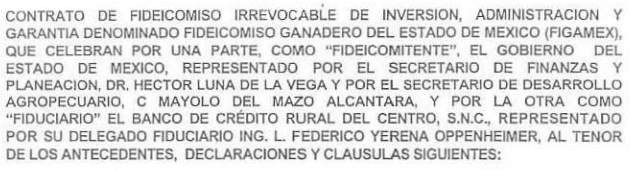 CONTRATO DE FIDEICOMISO IRREVOCABLE DE INVERSION, ADMINISTRACION Y
GARANTIA DENOMINADO FIDEICOMISO GANADERO DEL ESTADO DE MEXICO (FIGAMEX),
QUE CELEBRAN POR UNA PARTE, COMO “FIDEICOMITENTE”, EL GOBIERNO DEL
ESTADO DE MEXICO, REPRESENTADO POR EL SECRETARIO DE FINANZAS Y
PLANEACION, DR. HECTOR LUNA DE LA VEGA Y POR EL SECRETARIO DE DESARROLLO
AGROPECUARIO, C MAYOLO DEL MAZO ALCANTARA, Y POR LA OTRA COMO
“FIDUCIARIO” EL BANCO DE CRÉDITO RURAL DEL CENTRO, S.N.C., REPRESENTADO
POR SU DELEGADO FIDUCIARIO ING. L. FEDERICO YERENA OPPENHEIMER, AL TENOR
DE LOS ANTECEDENTES, DECLARACIONES Y CLAUSULAS SIGUIENTES: